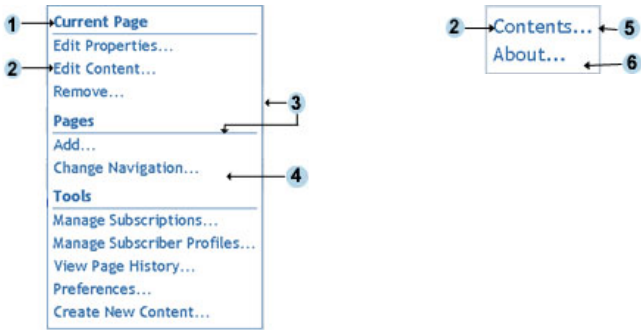 1
Current Page
Edit Properties...
2
Edit Content...
Remove...
3
Pages
Add...
Change Navigation...
4
Tools
Manage Subscriptions...
Manage Subscriber Profiles...
View Page History...
Preferences...
Create New Content...
2
Contents...
5
About...
6